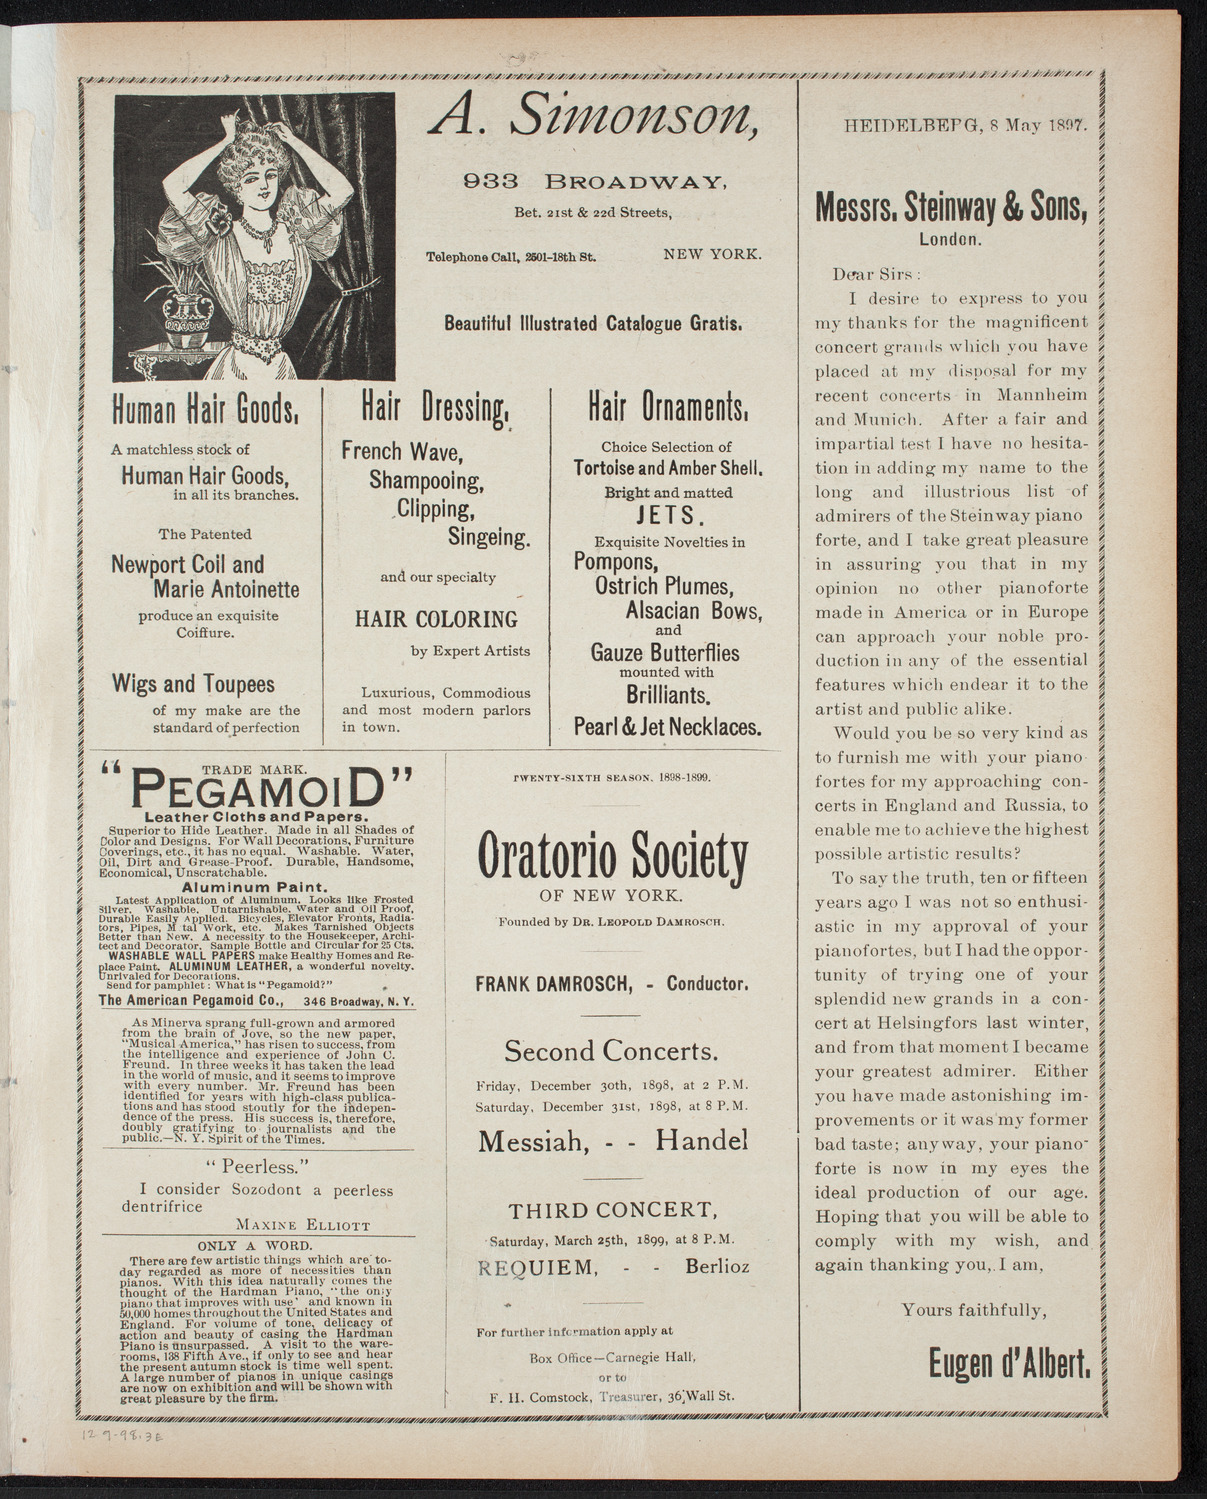 A. Simonson,
933 BROADWAY,
Bet. 21st & 22d Streets,
Telephone Call, 2501-18th St. NEW YORK.
Beautiful Illustrated Catalogue Gratis.
Human Hair Goods,
A matchless stock of
Human Hair Goods,
in all its branches.
The Patented
Newport Coil and
Marie Antoinette
produce an exquisite
Coiffure.
Wigs and Toupees
of my make are the
standard of perfection
Hair Dressing,
French Wave,
Shampooing,
Clipping,
Singeing.
and our specialty
HAIR COLORING
by Expert Artists
Luxurious, Commodious
and most modern parlors
in town.
Hair Ornaments,
Choice Selection of
Tortoise and Amber Shell.
Bright and matted
JETS.
Exquisite Novelties in
Pompons,
Ostrich Plumes,
Alsacian Bows,
and
Gauze Butterflies
mounted with
Brilliants.
Pearl & Jet Necklaces.
TRADE MARK.
"PEGAMOID"
Leather Cloths and Papers.
Superior to Hide Leather. Made in all Shades of
Color and Designs. For Wall Decorations, Furniture
Coverings, etc., it has no equal. Washable. Water,
Oil, Dirt and Grease-Proof. Durable, Handsome,
Economical, Unscratchable.
Aluminum Paint.
Latest Application of Aluminum. Looks like Frosted
Silver. Washable. Untarnishable. Water and Oil Proof,
Durable Easily Applied. Bicycles, Elevator Fronts, Radia-
tors, Pipes, M tal Work, etc. Makes Tarnished Objects
Better than New. A necessity to the Housekeeper, Archi-
tect and Decorator. Sample Bottle and Circular for 25 Cts.
WASHABLE WALL PAPERS make Healthy Homes and Re-
place Paint. ALUMINUM LEATHER, a wonderful novelty.
Unrivaled for Decorations.
Send for pamphlet: What is "Pegamoid?"
The American Pegamoid Co., 346 Broadway, N. Y.
As Minerva sprang full-grown and armored
from the brain of Jove, so the new paper,
"Musical America," has risen to success, from
the intelligence and experience of John C.
Freund. In three weeks it has taken the lead
in the world of music, and it seems to improve
with every number. Mr. Freund has been
identified for years with high-class publica-
tions and has stood stoutly for the indepen-
dence of the press. His success is, therefore,
doubly gratifying to journalists and the
public.—N. Y. Spirit of the Times.
"Peerless."
I consider Sozodont a peerless
dentrifrice
MAXINE ELLIOTT
ONLY A WORD.
There are few artistic things which are to-
day regarded as more of necessities than
pianos. With this idea naturally comes the
thought of the Hardman Piano, "the only
piano that improves with use' and known in
50,000 homes throughout the United States and
England. For volume of tone, delicacy of
action and beauty of casing the Hardman
Piano is unsurpassed. A visit to the ware-
rooms, 138 Fifth Ave., if only to see and hear
the present autumn stock is time well spent.
A large number of pianos in unique casings
are now on exhibition and will be shown with
great pleasure by the firm.
TWENTY-SIXTH SEASON, 1898-1899.
Oratorio Society
OF NEW YORK.
Founded by DR. LEOPOLD DAMROSCH.
FRANK DAMROSCH, - Conductor.
Second Concerts.
Friday, December 30th, 1898, at 2 P.M.
Saturday, December 31st, 1898, at 8 P.M.
Messiah, - - Handel
THIRD CONCERT,
Saturday, March 25th, 1899, at 8 P.M.
REQUIEM, - - Berlioz
For further information apply at
Box Office—Carnegie Hall,
or to
F. H. Comstock, Treasurer, 36 Wall St.
HEIDELBERG, 8 May 1897.
Messrs. Steinway & Sons,
London.
Dear Sirs:
I desire to express to you
my thanks for the magnificent
concert grands which you have
placed at my disposal for my
recent concerts in Mannheim
and Munich. After a fair and
impartial test I have no hesita-
tion in adding my name to the
long and illustrious list of
admirers of the Steinway piano
forte, and I take great pleasure
in assuring you that in my
opinion no other pianoforte
made in America or in Europe
can approach your noble pro-
duction in any of the essential
features which endear it to the
artist and public alike.
Would you be so very kind as
to furnish me with your piano
fortes for my approaching con-
certs in England and Russia, to
enable me to achieve the highest
possible artistic results?
To say the truth, ten or fifteen
years ago I was not so enthusi-
astic in my approval of your
pianofortes, but I had the oppor-
tunity of trying one of your
splendid new grands in a con-
cert at Helsingfors last winter,
and from that moment I became
your greatest admirer. Either
you have made astonishing im-
provements or it was my former
bad taste; anyway, your piano-
forte is now in my eyes the
ideal production of our age.
Hoping that you will be able to
comply with my wish, and
again thanking you, I am,
Yours faithfully,
Eugen d'Albert.
12-9-98.3E